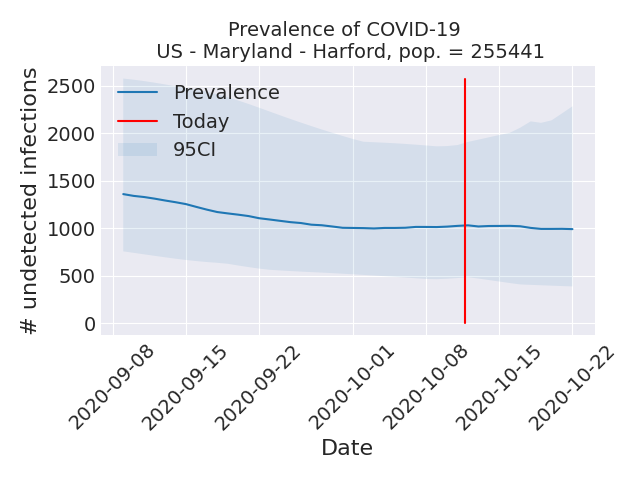 Prevalence of COVID-19
US - Maryland - Harford, pop. = 255441
# undetected infections
2500
2000
1500
1000
500
0
Prevalence
Today
95CI
2020-09-08
2020-09-15
2020-09-22
2020-10-01
2020-10-08
2020-10-15
2020-10-22
Date